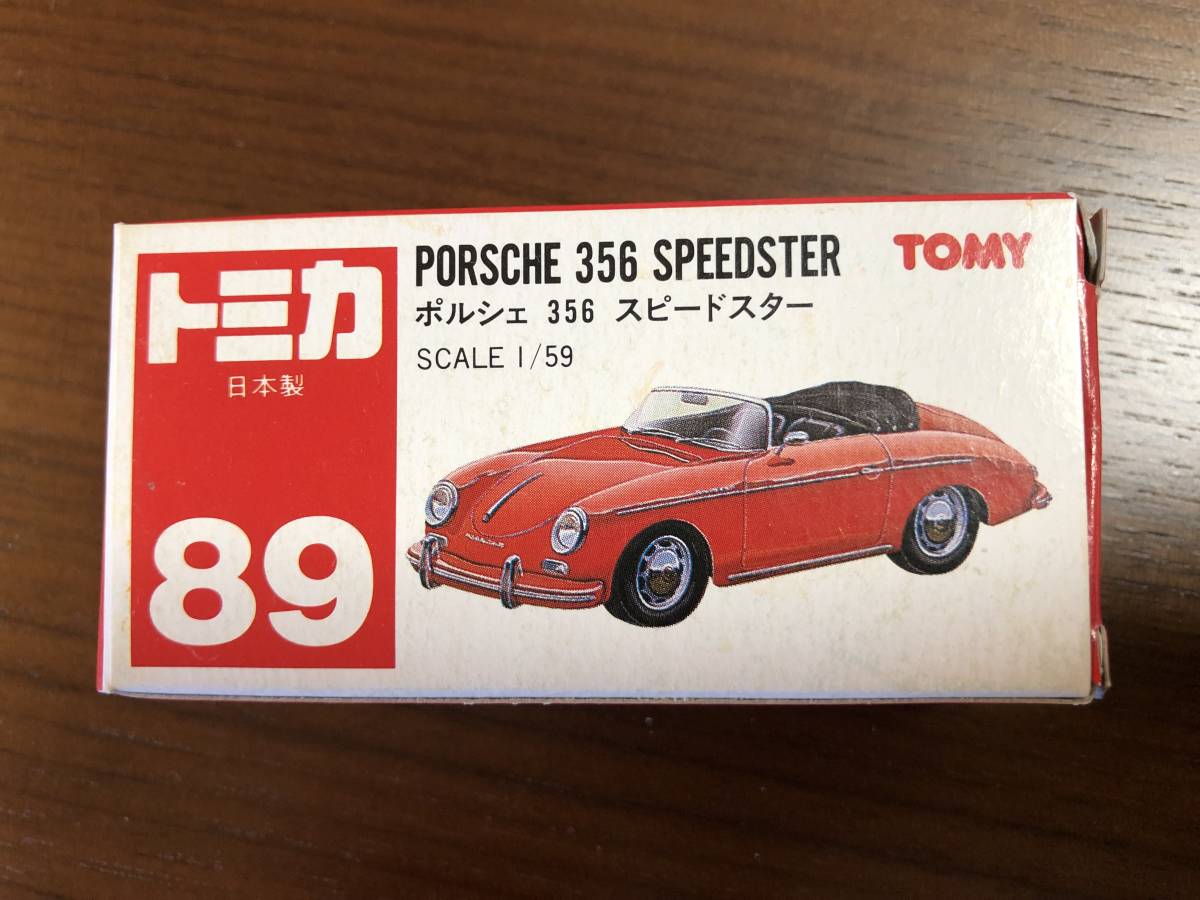 トミカ
日本製
89
PORSCHE 356 SPEEDSTER
ポルシェ 356 スピードスター
SCALE 1/59
TOMY